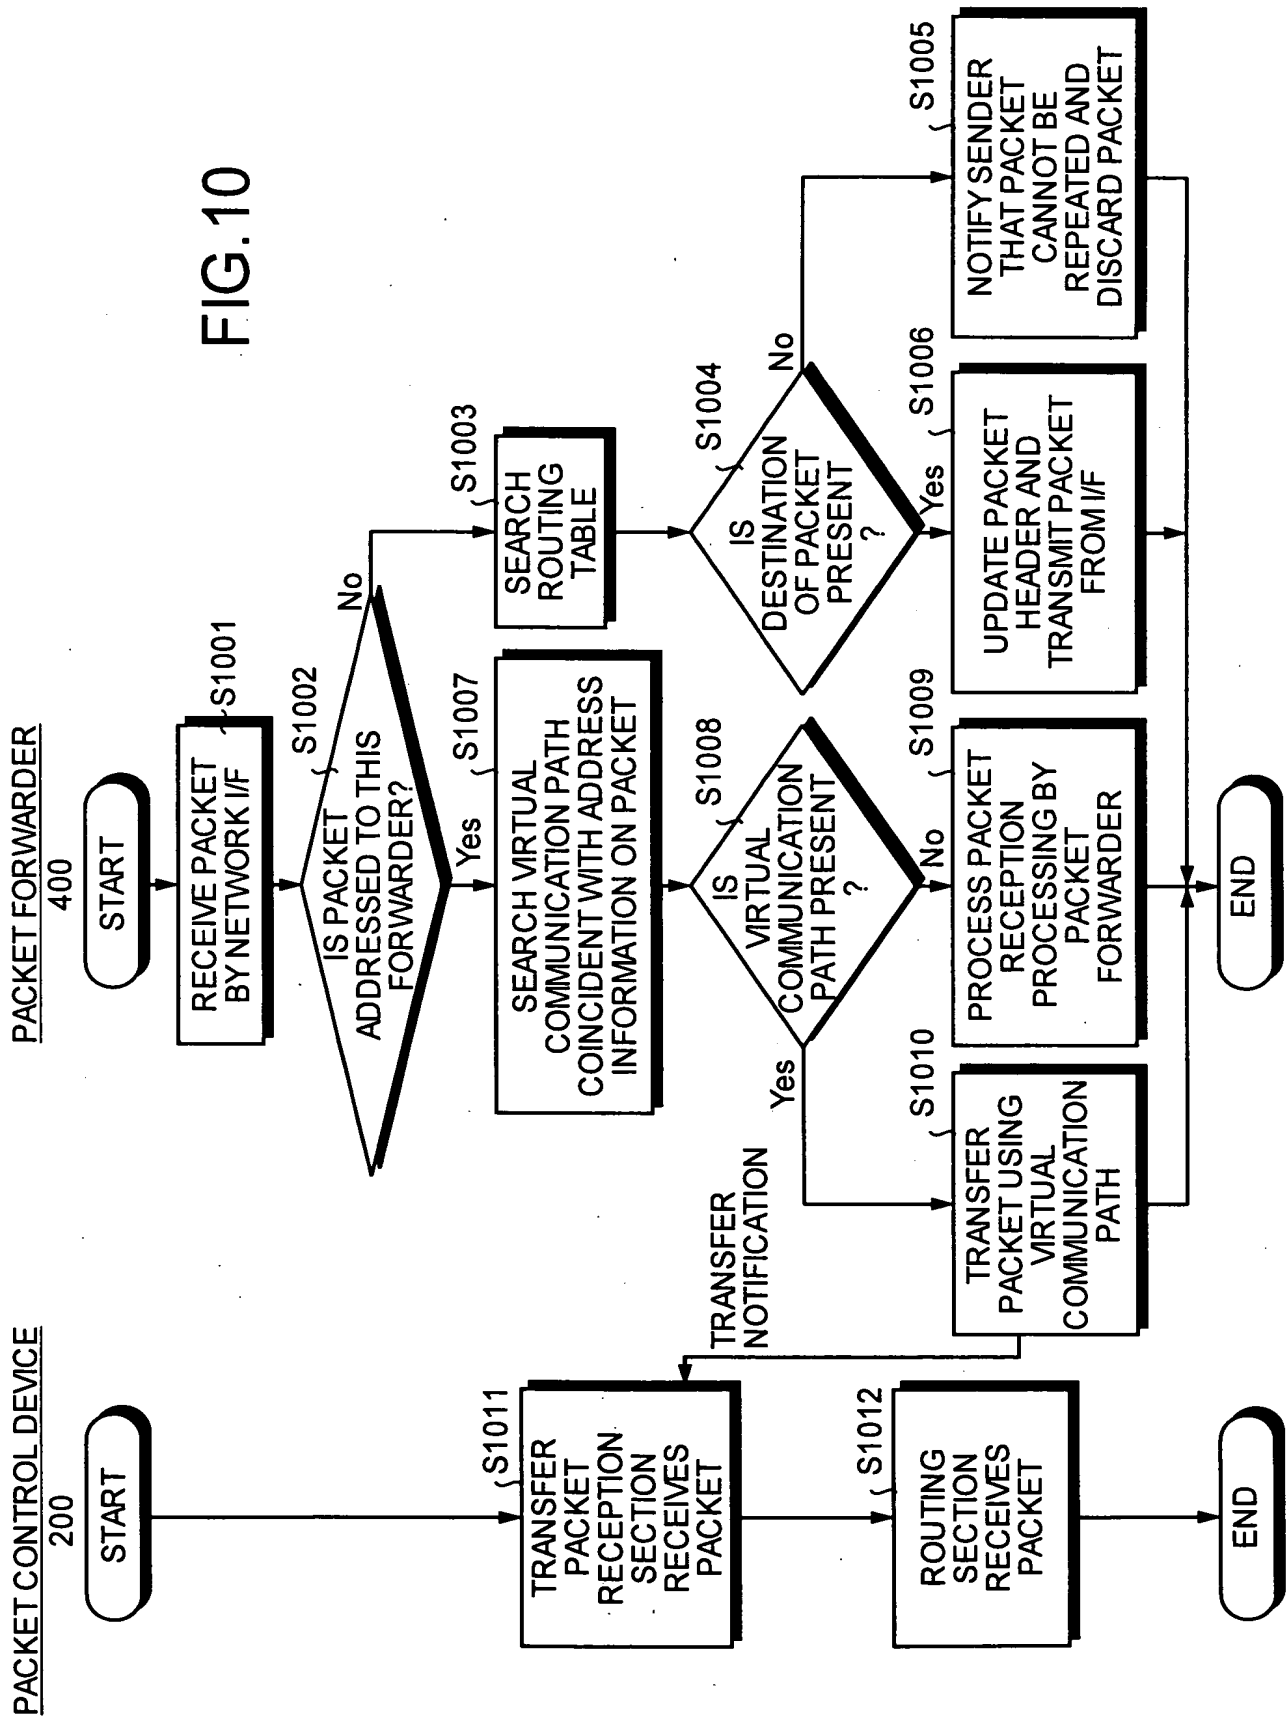 FIG.10
PACKET CONTROL DEVICE
200
START
S1011
TRANSFER
PACKET
RECEPTION
SECTION
RECEIVES
PACKET
S1012
ROUTING
SECTION
RECEIVES
PACKET
END
TRANSFER
NOTIFICATION
PACKET FORWARDER
400
START
S1001
RECEIVE PACKET
BY NETWORK I/F
S1002
IS PACKET
ADDRESSED TO THIS
FORWARDER?
No
Yes
S1003
SEARCH
ROUTING
TABLE
S1007
SEARCH VIRTUAL
COMMUNICATION PATH
COINCIDENT WITH ADDRESS
INFORMATION ON PACKET
S1004
IS
DESTINATION
OF PACKET
PRESENT
?
No
Yes
S1008
IS
VIRTUAL
COMMUNICATION
PATH PRESENT
?
Yes
No
S1010
TRANSFER
PACKET USING
VIRTUAL
COMMUNICATION
PATH
S1009
PROCESS PACKET
RECEPTION
PROCESSING BY
PACKET
FORWARDER
S1006
UPDATE PACKET
HEADER AND
TRANSMIT PACKET
FROM I/F
S1005
NOTIFY SENDER
THAT PACKET
CANNOT BE
REPEATED AND
DISCARD PACKET
END